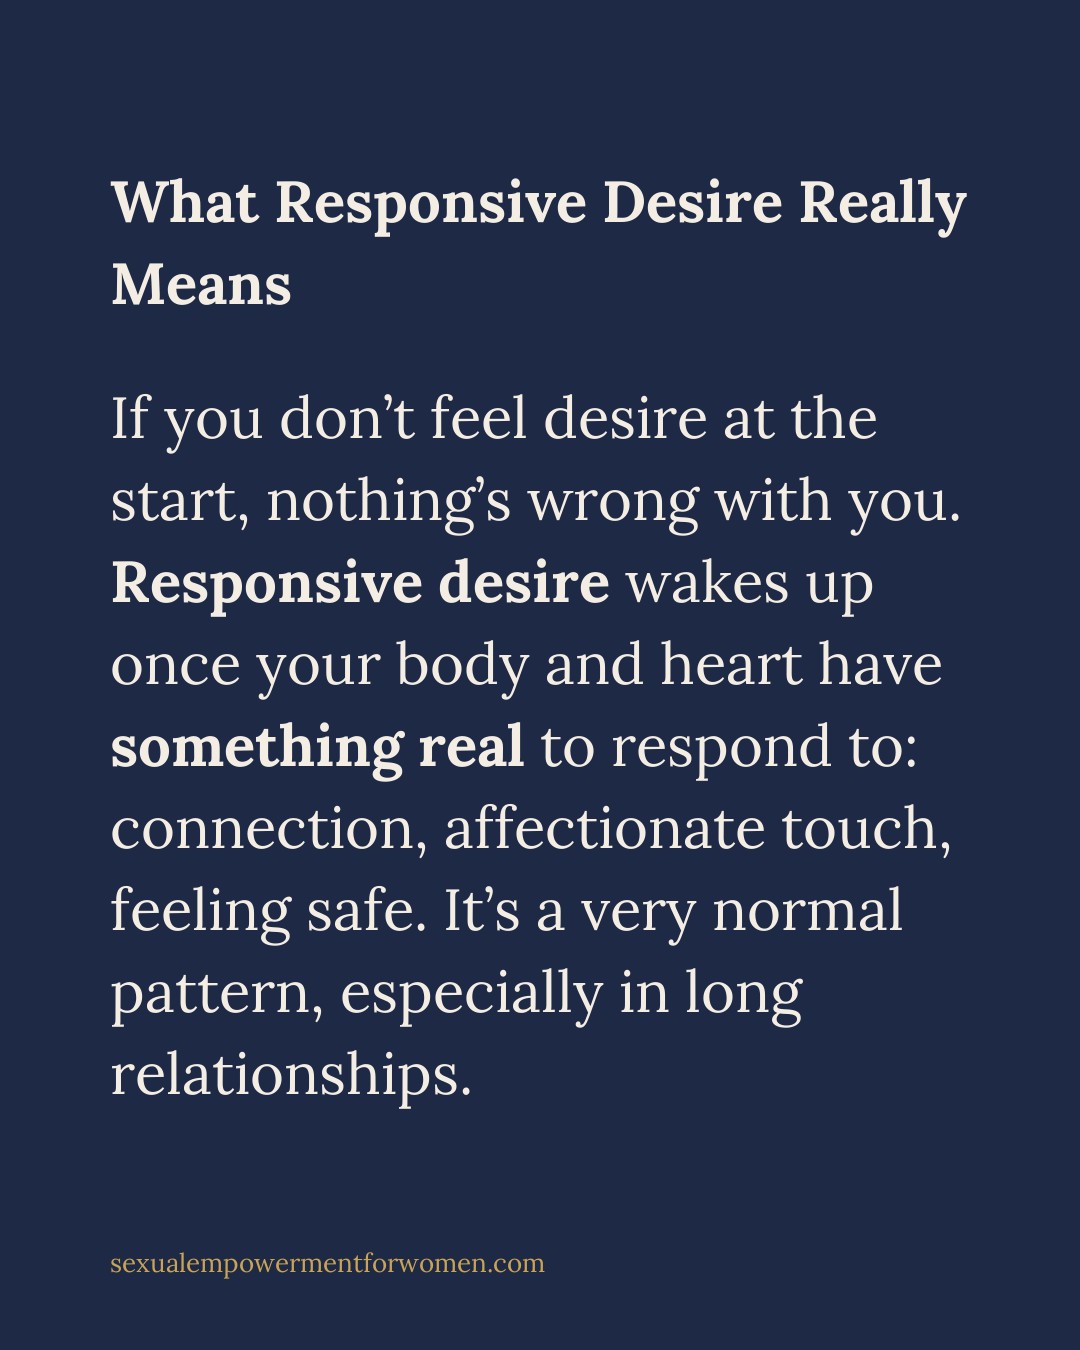 What Responsive Desire Really
Means
If you don’t feel desire at the
start, nothing’s wrong with you.
Responsive desire wakes up
once your body and heart have
something real to respond to:
connection, affectionate touch,
feeling safe. It’s a very normal
pattern, especially in long
relationships.
sexualempowermentforwomen.com